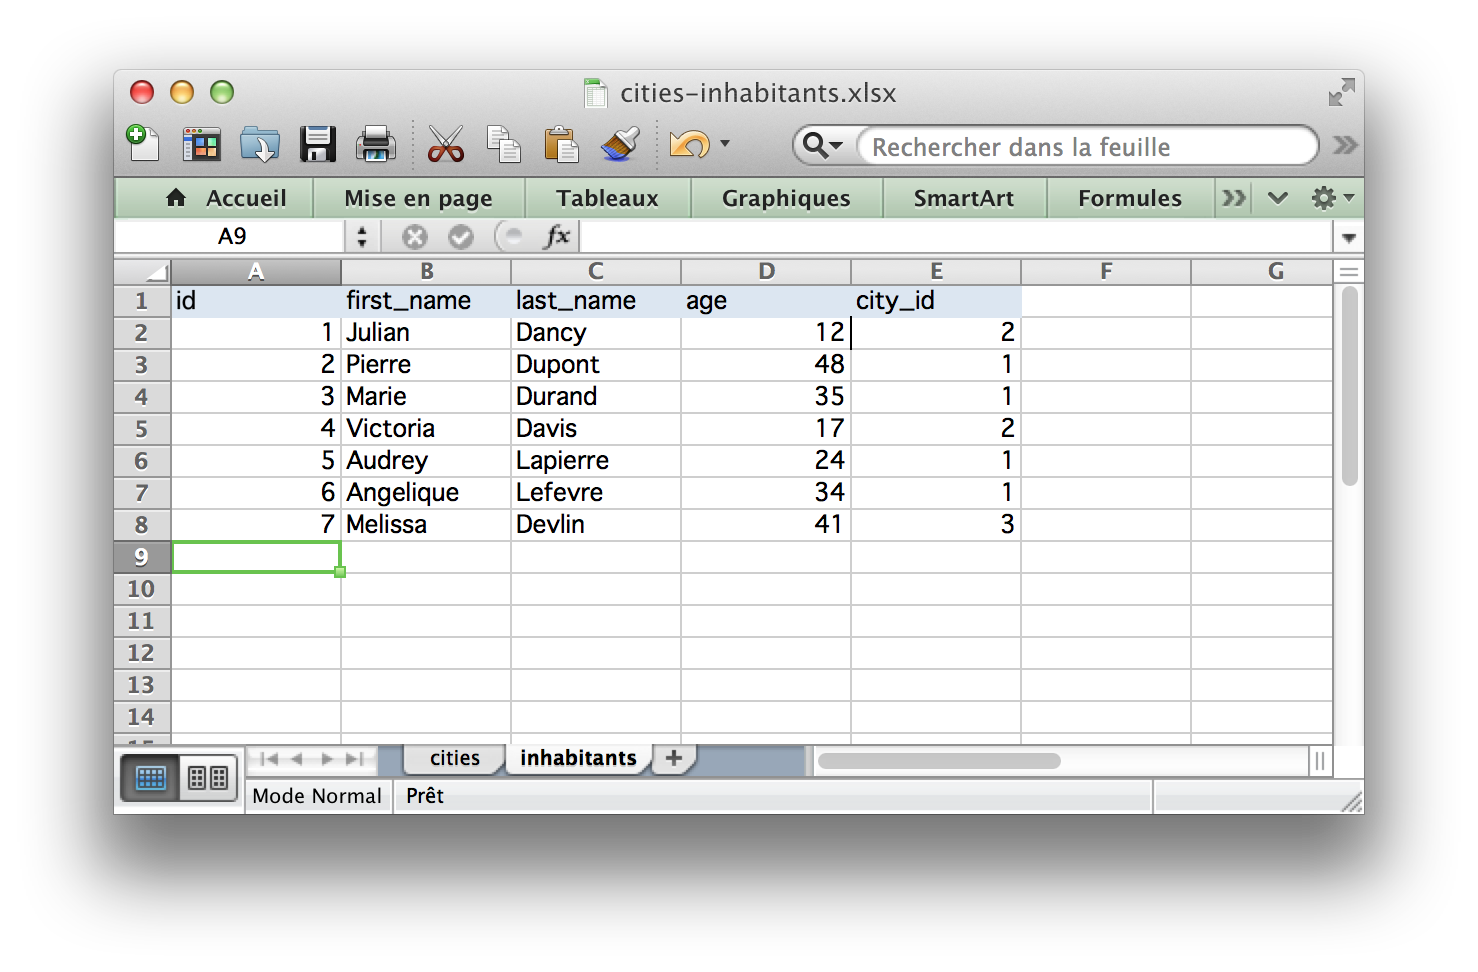 cities-inhabitants.xlsx
Rechercher dans la feuille
Accueil Mise en page Tableaux Graphiques SmartArt Formules
A9 fx
A B C D E F G
1 id first_name last_name age city_id
2 1 Julian Dancy 12 2
3 2 Pierre Dupont 48 1
4 3 Marie Durand 35 1
5 4 Victoria Davis 17 2
6 5 Audrey Lapierre 24 1
7 6 Angelique Lefevre 34 1
8 7 Melissa Devlin 41 3
9
10
11
12
13
14
cities inhabitants +
Mode Normal Prêt